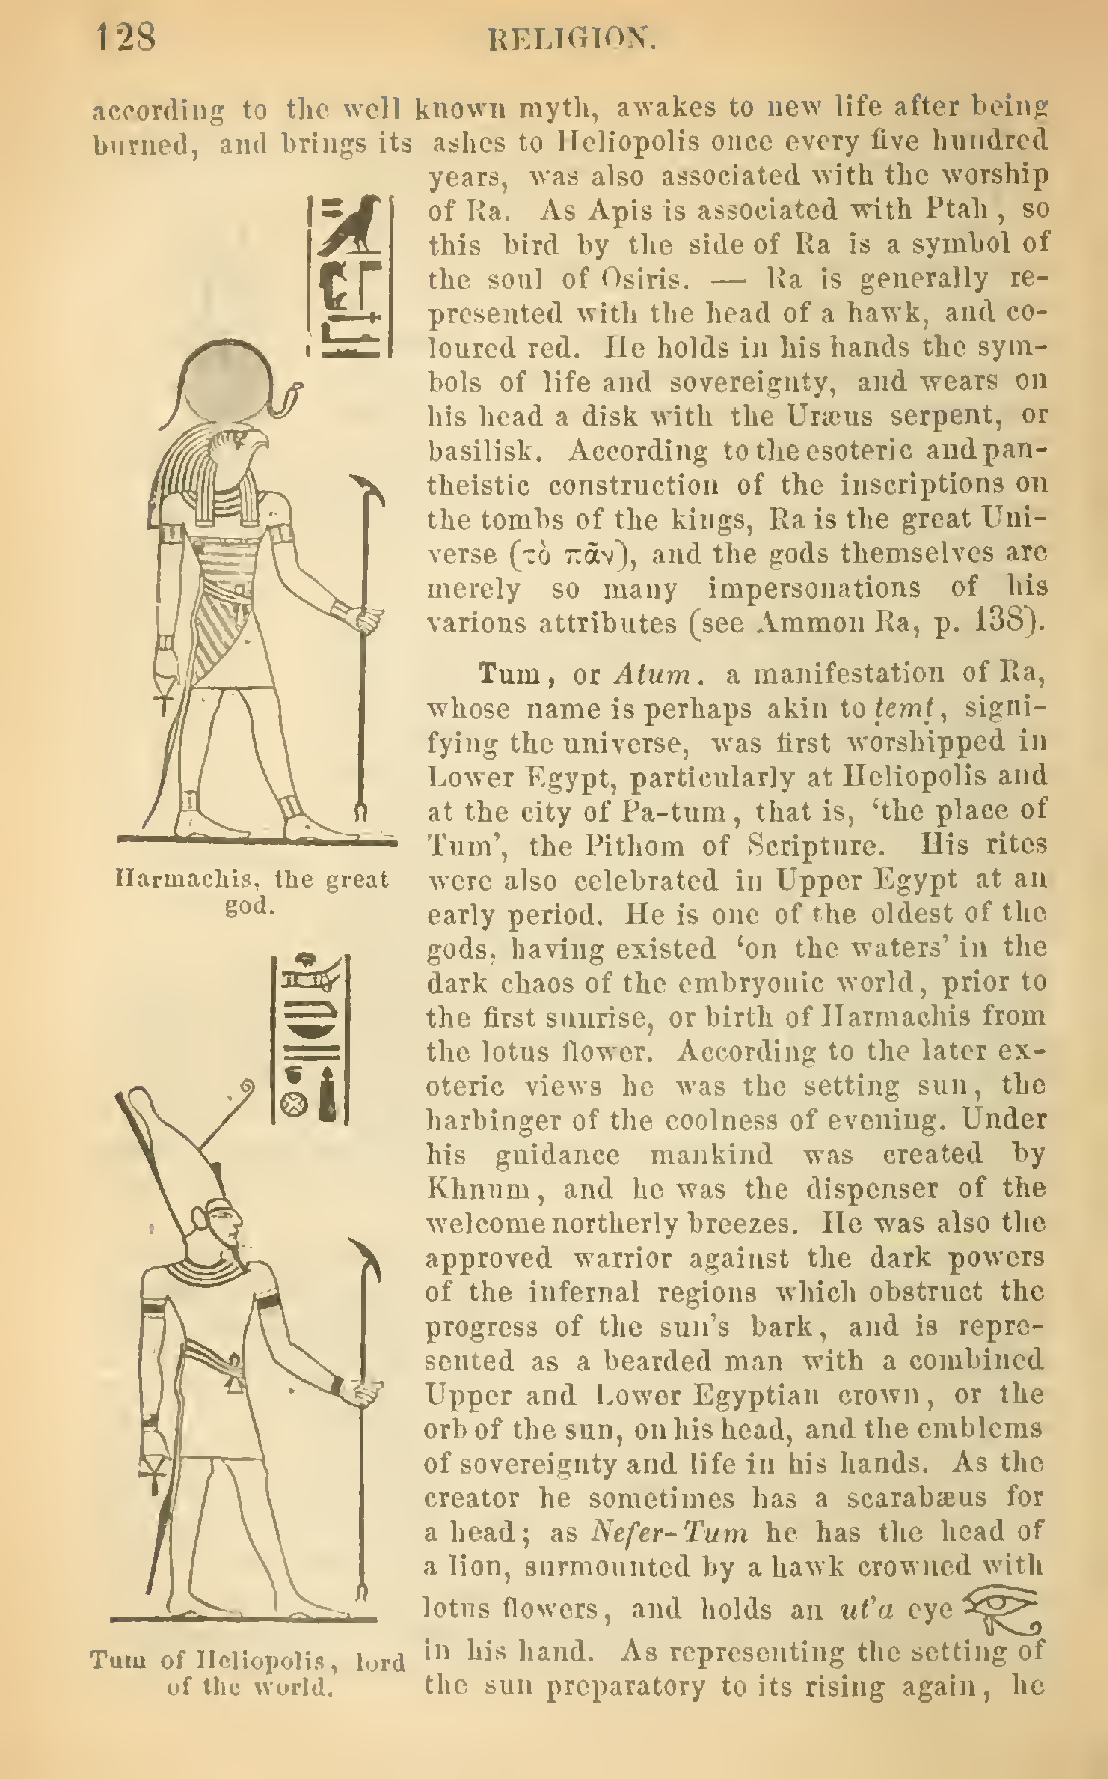 128 RELIGION.
according to the well known myth, awakes to new life after being
burned, and brings its ashes to Heliopolis once every five hundred
years, was also associated with the worship
of Ra. As Apis is associated with Ptah, so
this bird by the side of Ra is a symbol of
the soul of Osiris. — Ra is generally re-
presented with the head of a hawk, and co-
loured red. He holds in his hands the sym-
bols of life and sovereignty, and wears on
his head a disk with the Uræus serpent, or
basilisk. According to the esoteric and pan-
theistic construction of the inscriptions on
the tombs of the kings, Ra is the great Uni-
verse (τὸ πᾶν), and the gods themselves are
merely so many impersonations of his
various attributes (see Ammon Ra, p. 138).
Tum, or Atum, a manifestation of Ra,
whose name is perhaps akin to ṭemṭ, signi-
fying the universe, was first worshipped in
Lower Egypt, particularly at Heliopolis and
at the city of Pa-tum, that is, ‘the place of
Tum’, the Pithom of Scripture. His rites
were also celebrated in Upper Egypt at an
early period. He is one of the oldest of the
gods, having existed ‘on the waters’ in the
dark chaos of the embryonic world, prior to
the first sunrise, or birth of Harmachis from
the lotus flower. According to the later ex-
oteric views he was the setting sun, the
harbinger of the coolness of evening. Under
his guidance mankind was created by
Khnum, and he was the dispenser of the
welcome northerly breezes. He was also the
approved warrior against the dark powers
of the infernal regions which obstruct the
progress of the sun’s bark, and is repre-
sented as a bearded man with a combined
Upper and Lower Egyptian crown, or the
orb of the sun, on his head, and the emblems
of sovereignty and life in his hands. As the
creator he sometimes has a scarabæus for
a head; as Nefer-Tum he has the head of
a lion, surmounted by a hawk crowned with
lotus flowers, and holds an ut’a eye
in his hand. As representing the setting of
the sun preparatory to its rising again, he
Harmachis, the great
god.
Tum of Heliopolis, lord
of the world.